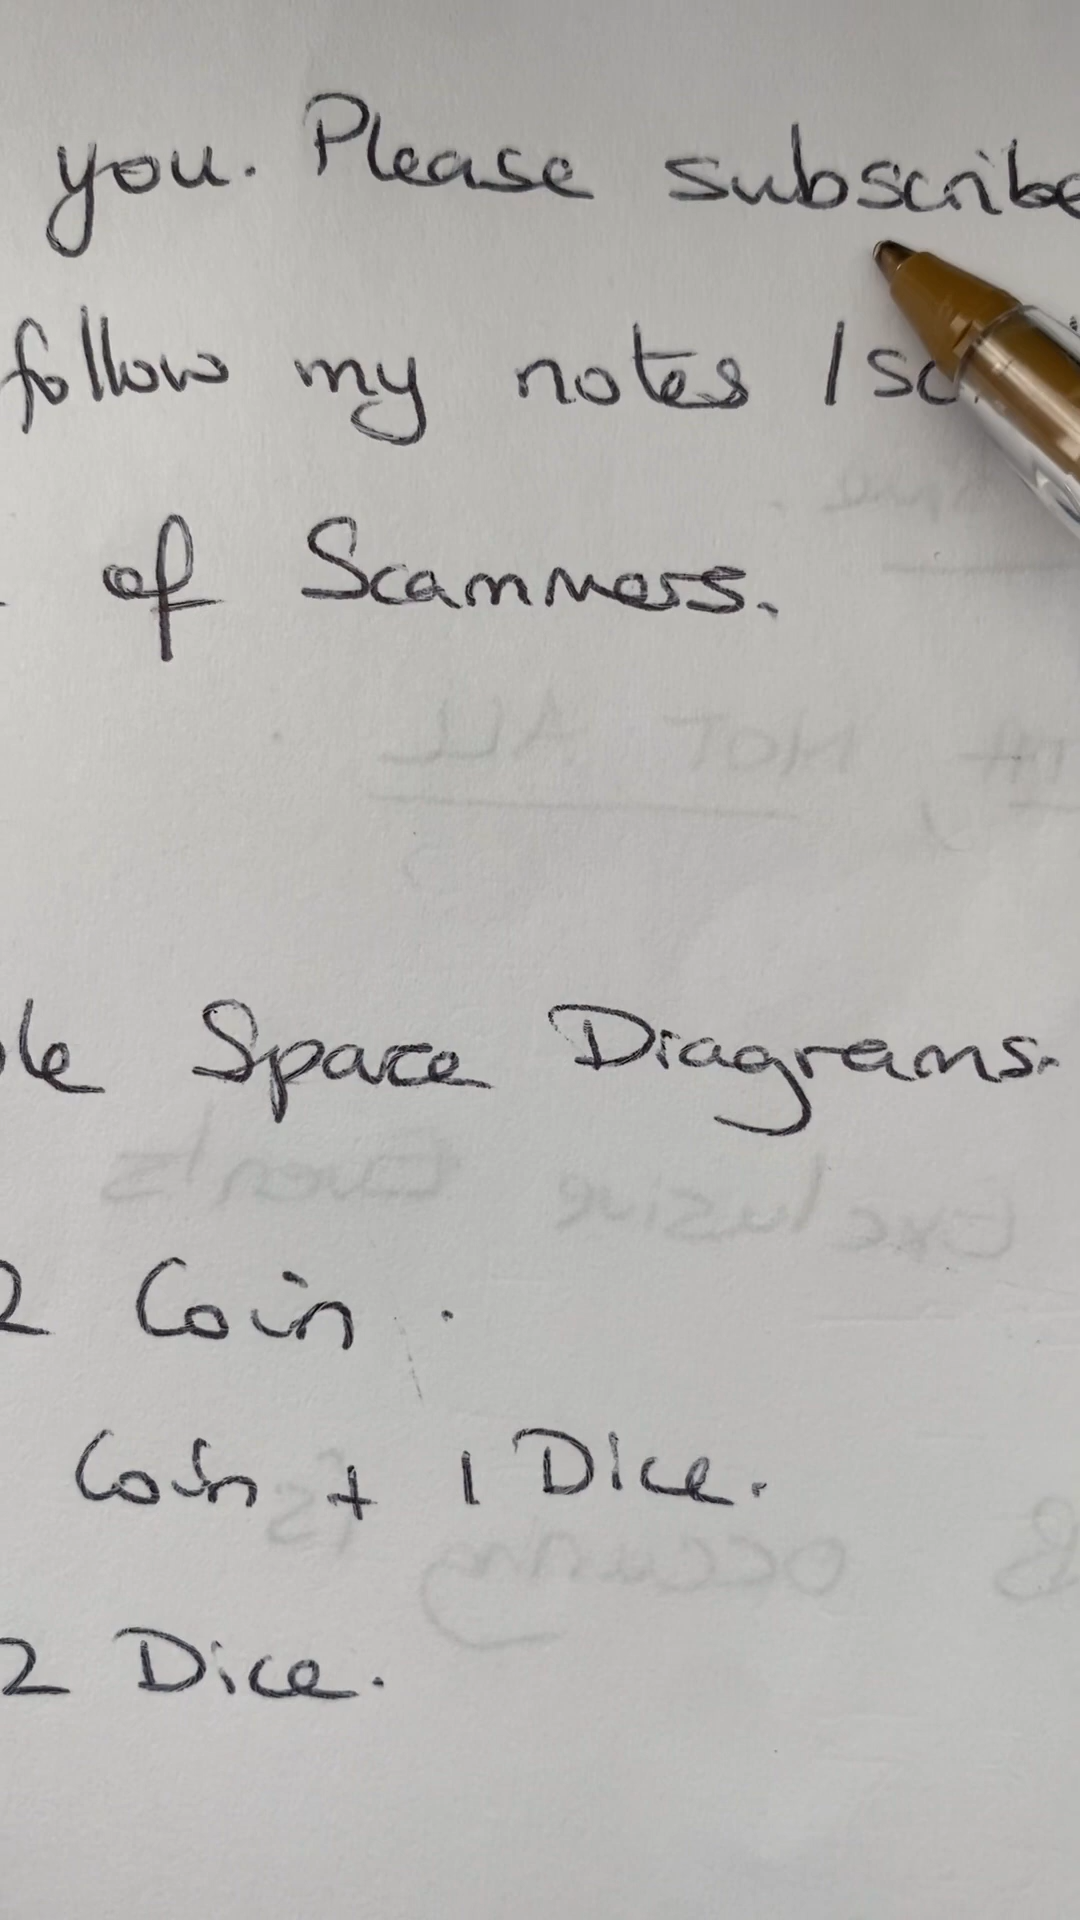 you. Please subscribe
follow my notes /
of Scammers.
Space Diagrams.
2 Coin.
Coin + 1 Dice.
2 Dice.